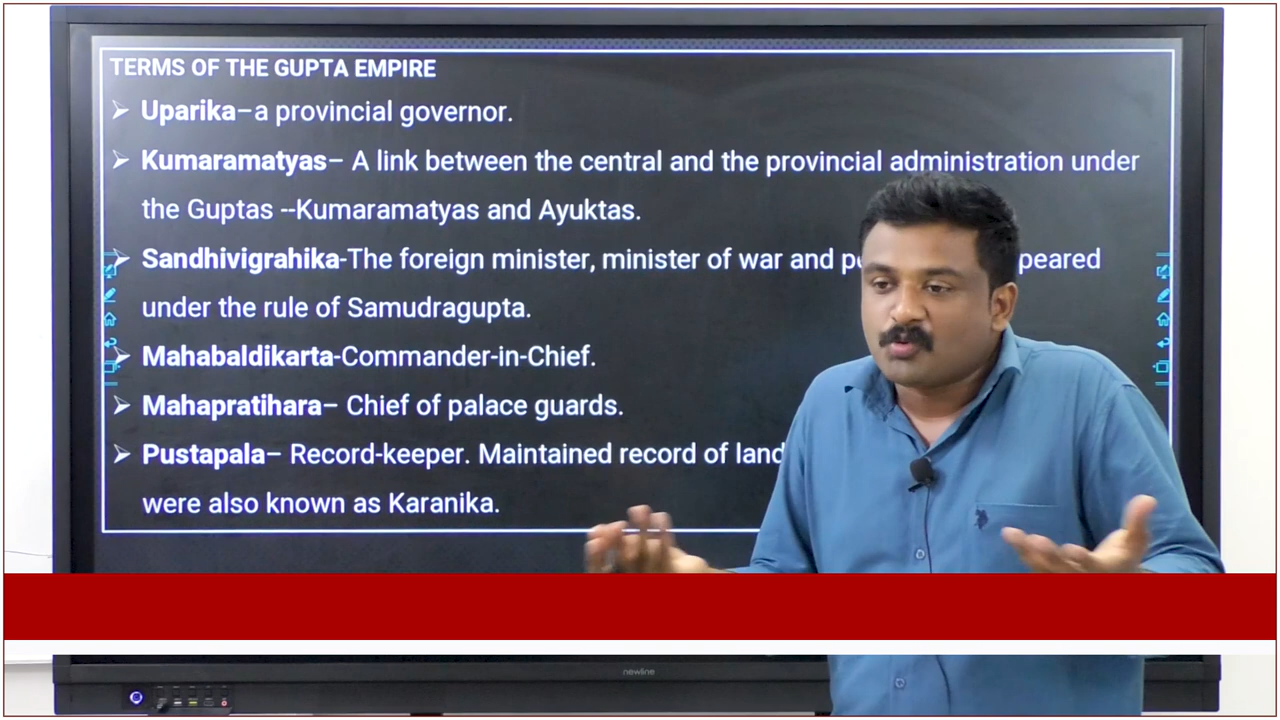 TERMS OF THE GUPTA EMPIRE
➢ Uparika–a provincial governor.
➢ Kumaramatyas– A link between the central and the provincial administration under
the Guptas --Kumaramatyas and Ayuktas.
➢ Sandhivigrahika-The foreign minister, minister of war and
under the rule of Samudragupta.
➢ Mahabaldikarta-Commander-in-Chief.
➢ Mahapratihara– Chief of palace guards.
➢ Pustapala– Record-keeper. Maintained record of land
were also known as Karanika.
newline